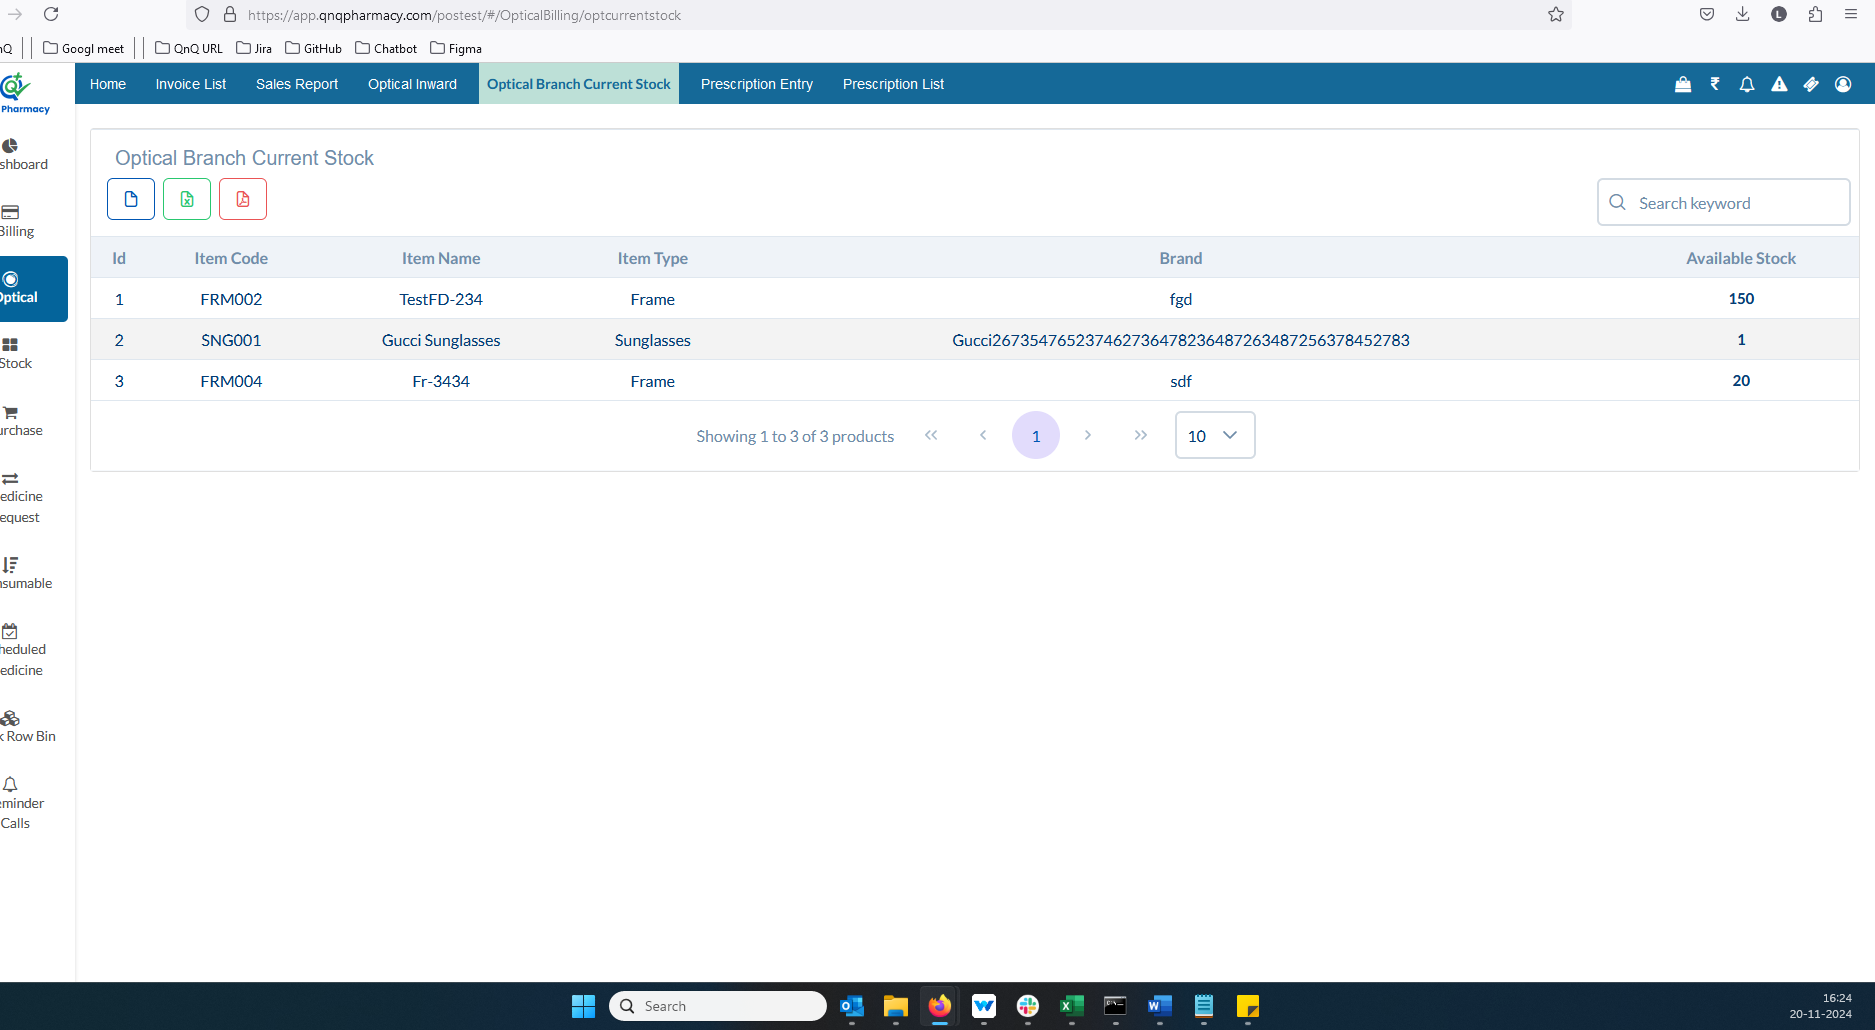 https://app.qnqpharmacy.com/postest/#/OpticalBilling/optcurrentstock
nQ Googl meet QnQ URL Jira GitHub Chatbot Figma
Pharmacy
Home Invoice List Sales Report Optical Inward Optical Branch Current Stock Prescription Entry Prescription List
shboard
Billing
Optical
Stock
urchase
edicine
equest
nsumable
heduled
edicine
k Row Bin
eminder
Calls
Optical Branch Current Stock
Search keyword
Id Item Code Item Name Item Type Brand Available Stock
1 FRM002 TestFD-234 Frame fgd 150
2 SNG001 Gucci Sunglasses Sunglasses Gucci26735476523746273647823648726348725637845​2783 1
3 FRM004 Fr-3434 Frame sdf 20
Showing 1 to 3 of 3 products « ‹ 1 › » 10
Search
16:24
20-11-2024